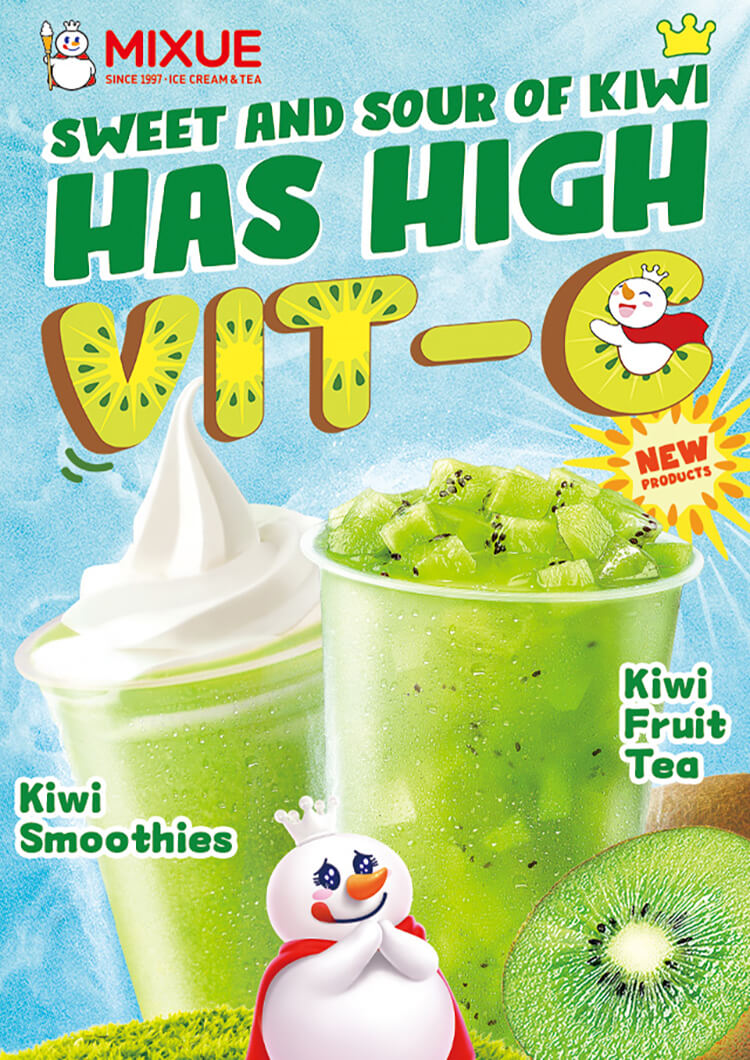 MIXUE
SINCE 1997·ICE CREAM & TEA
SWEET AND SOUR OF KIWI
HAS HIGH
VIT-C
NEW
PRODUCTS
Kiwi
Fruit
Tea
Kiwi
Smoothies